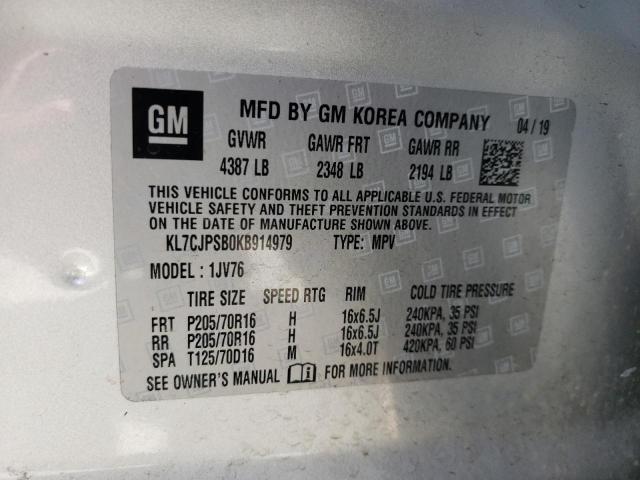 GM MFD BY GM KOREA COMPANY 04/19
GVWR GAWR FRT GAWR RR
4387 LB 2348 LB 2194 LB
THIS VEHICLE CONFORMS TO ALL APPLICABLE U.S. FEDERAL MOTOR
VEHICLE SAFETY AND THEFT PREVENTION STANDARDS IN EFFECT
ON THE DATE OF MANUFACTURE SHOWN ABOVE.
KL7CJPSB0KB914979 TYPE: MPV
MODEL : 1JV76
TIRE SIZE SPEED RTG RIM COLD TIRE PRESSURE
FRT P205/70R16 H 16x6.5J 240KPA, 35 PSI
RR P205/70R16 H 16x6.5J 240KPA, 35 PSI
SPA T125/70D16 M 16x4.0T 420KPA, 60 PSI
SEE OWNER'S MANUAL FOR MORE INFORMATION